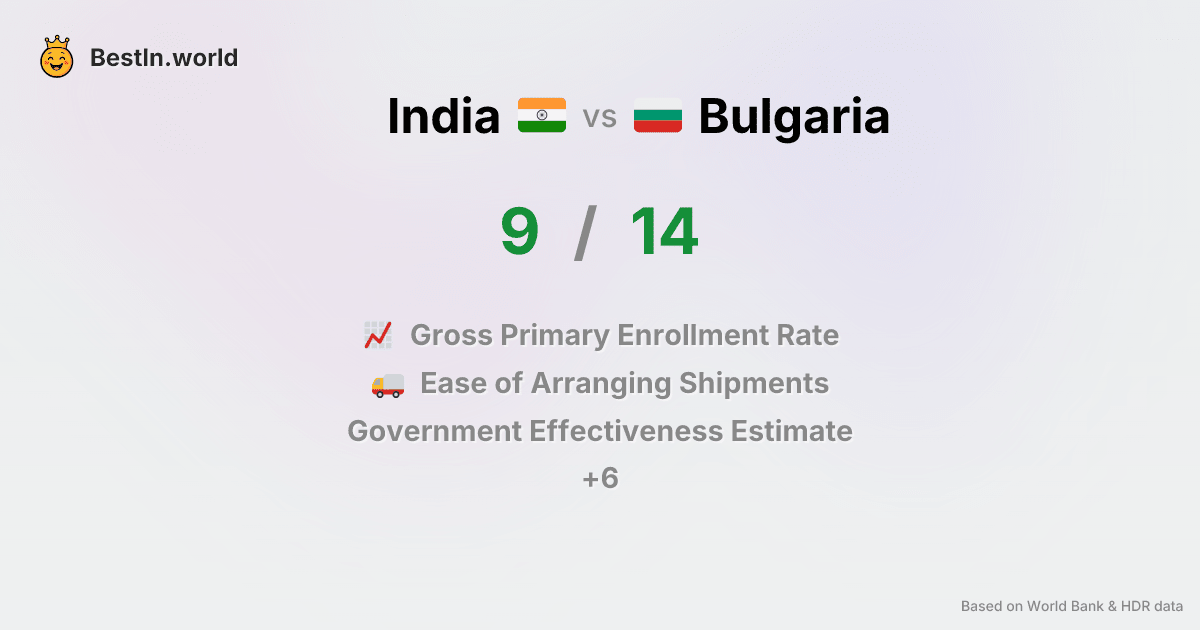 BestIn.world
India vs Bulgaria
9 / 14
Gross Primary Enrollment Rate
Ease of Arranging Shipments
Government Effectiveness Estimate
+6
Based on World Bank & HDR data